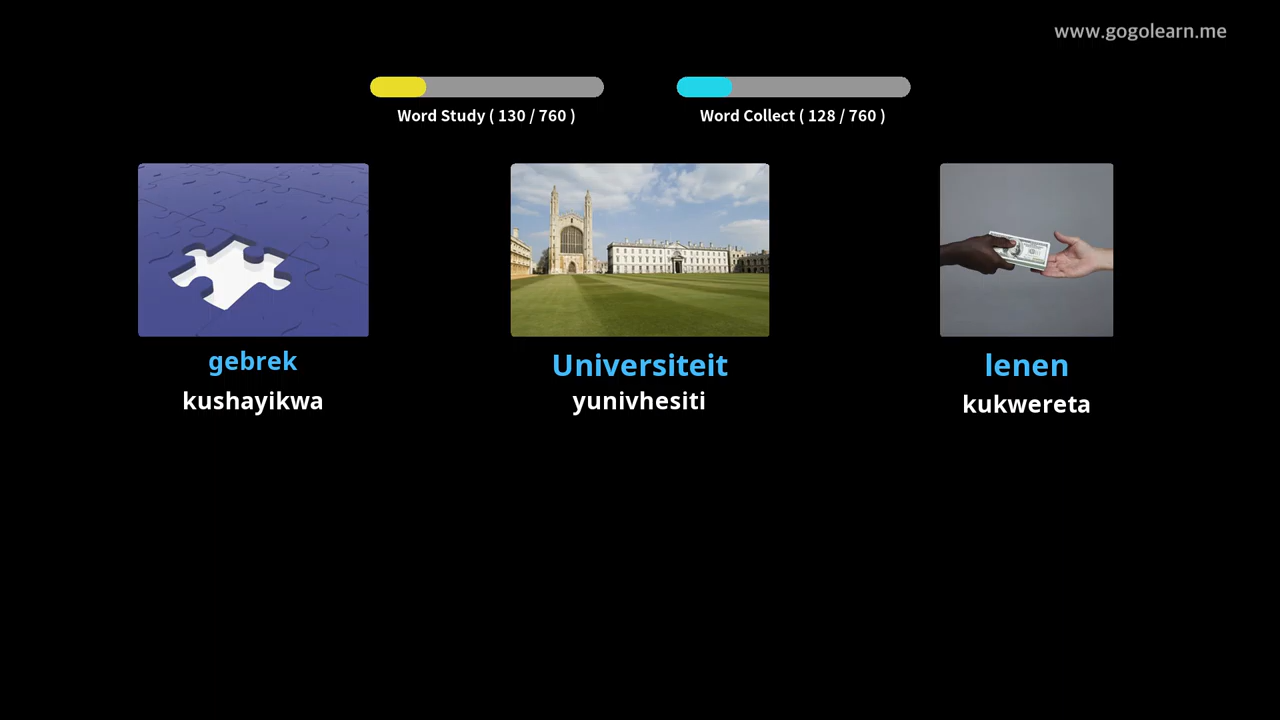 www.gogolearn.me
Word Study ( 130 / 760 )
Word Collect ( 128 / 760 )
gebrek
kushayikwa
Universiteit
yunivhesiti
lenen
kukwereta